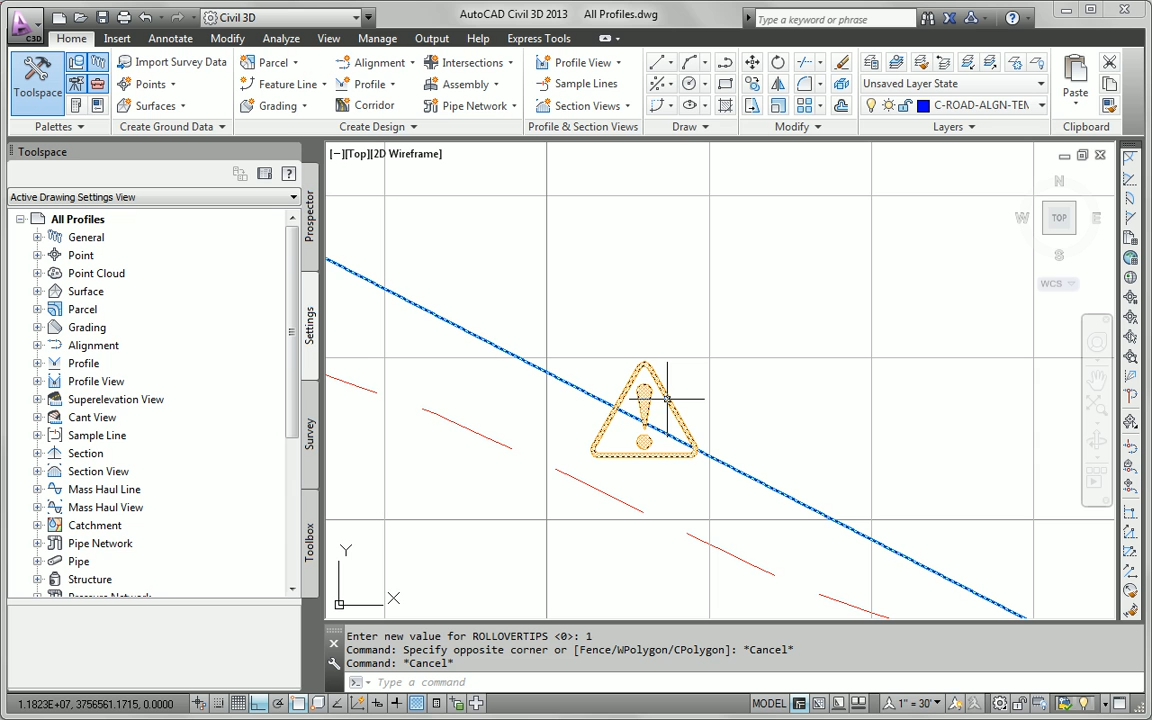 Civil 3D
AutoCAD Civil 3D 2013 All Profiles.dwg
Type a keyword or phrase
C3D
Home Insert Annotate Modify Analyze View Manage Output Help Express Tools
Toolspace
Import Survey Data
Points
Surfaces
Parcel
Feature Line
Grading
Alignment
Profile
Corridor
Intersections
Assembly
Pipe Network
Profile View
Sample Lines
Section Views
Unsaved Layer State
C-ROAD-ALGN-TEN
Paste
Palettes Create Ground Data Create Design Profile & Section Views Draw Modify Layers Clipboard
Toolspace
Active Drawing Settings View
All Profiles
General
Point
Point Cloud
Surface
Parcel
Grading
Alignment
Profile
Profile View
Superelevation View
Cant View
Sample Line
Section
Section View
Mass Haul Line
Mass Haul View
Catchment
Pipe Network
Pipe
Structure
Pressure Network
Prospector
Settings
Survey
Toolbox
[−][Top][2D Wireframe]
N
W TOP E
S
WCS
Y
X
Enter new value for ROLLOVERTIPS <0>: 1
Command: Specify opposite corner or [Fence/WPolygon/CPolygon]: *Cancel*
Command: *Cancel*
Type a command
1.1823E+07, 3756561.1715, 0.0000
MODEL
1" = 30'